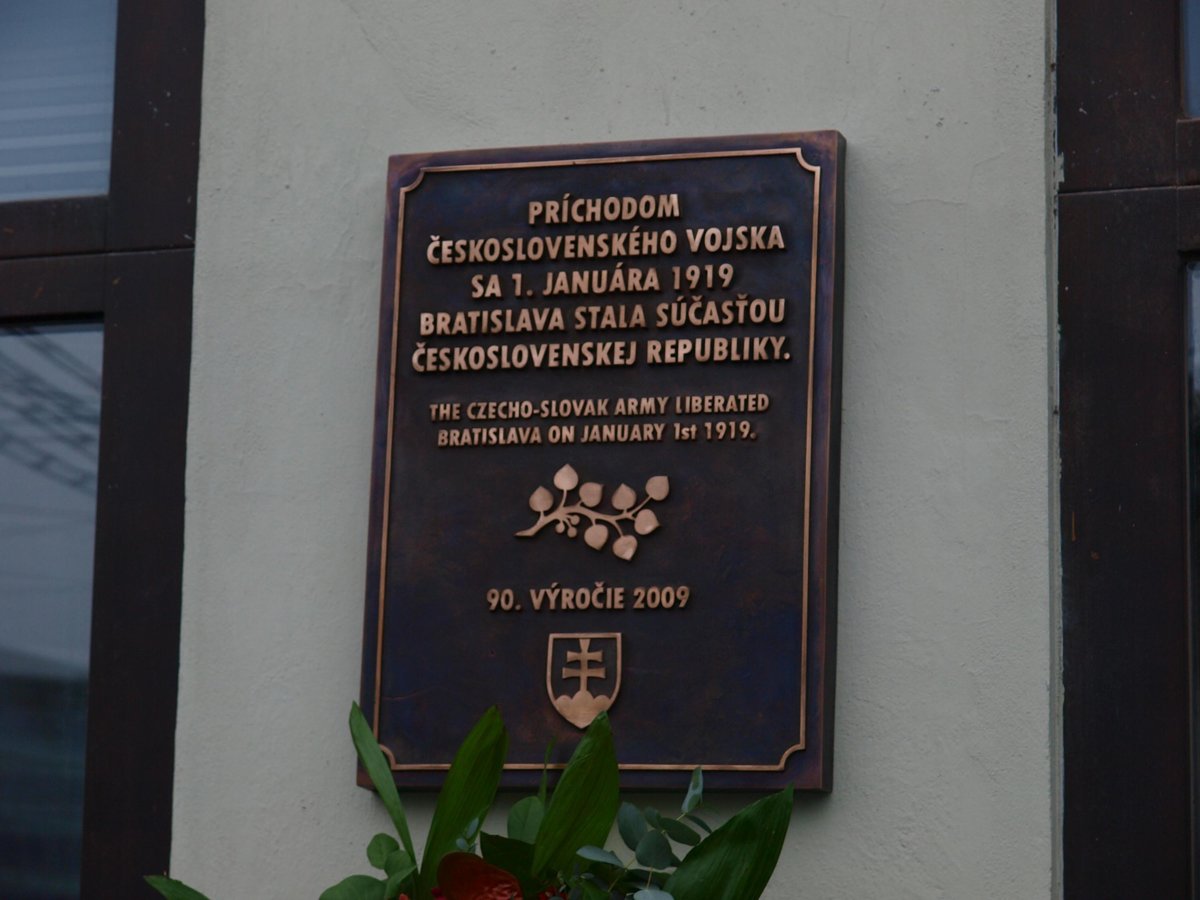 PRÍCHODOM
ČESKOSLOVENSKÉHO VOJSKA
SA 1. JANUÁRA 1919
BRATISLAVA STALA SÚČASŤOU
ČESKOSLOVENSKEJ REPUBLIKY.
THE CZECHO-SLOVAK ARMY LIBERATED
BRATISLAVA ON JANUARY 1st 1919.
90. VÝROČIE 2009